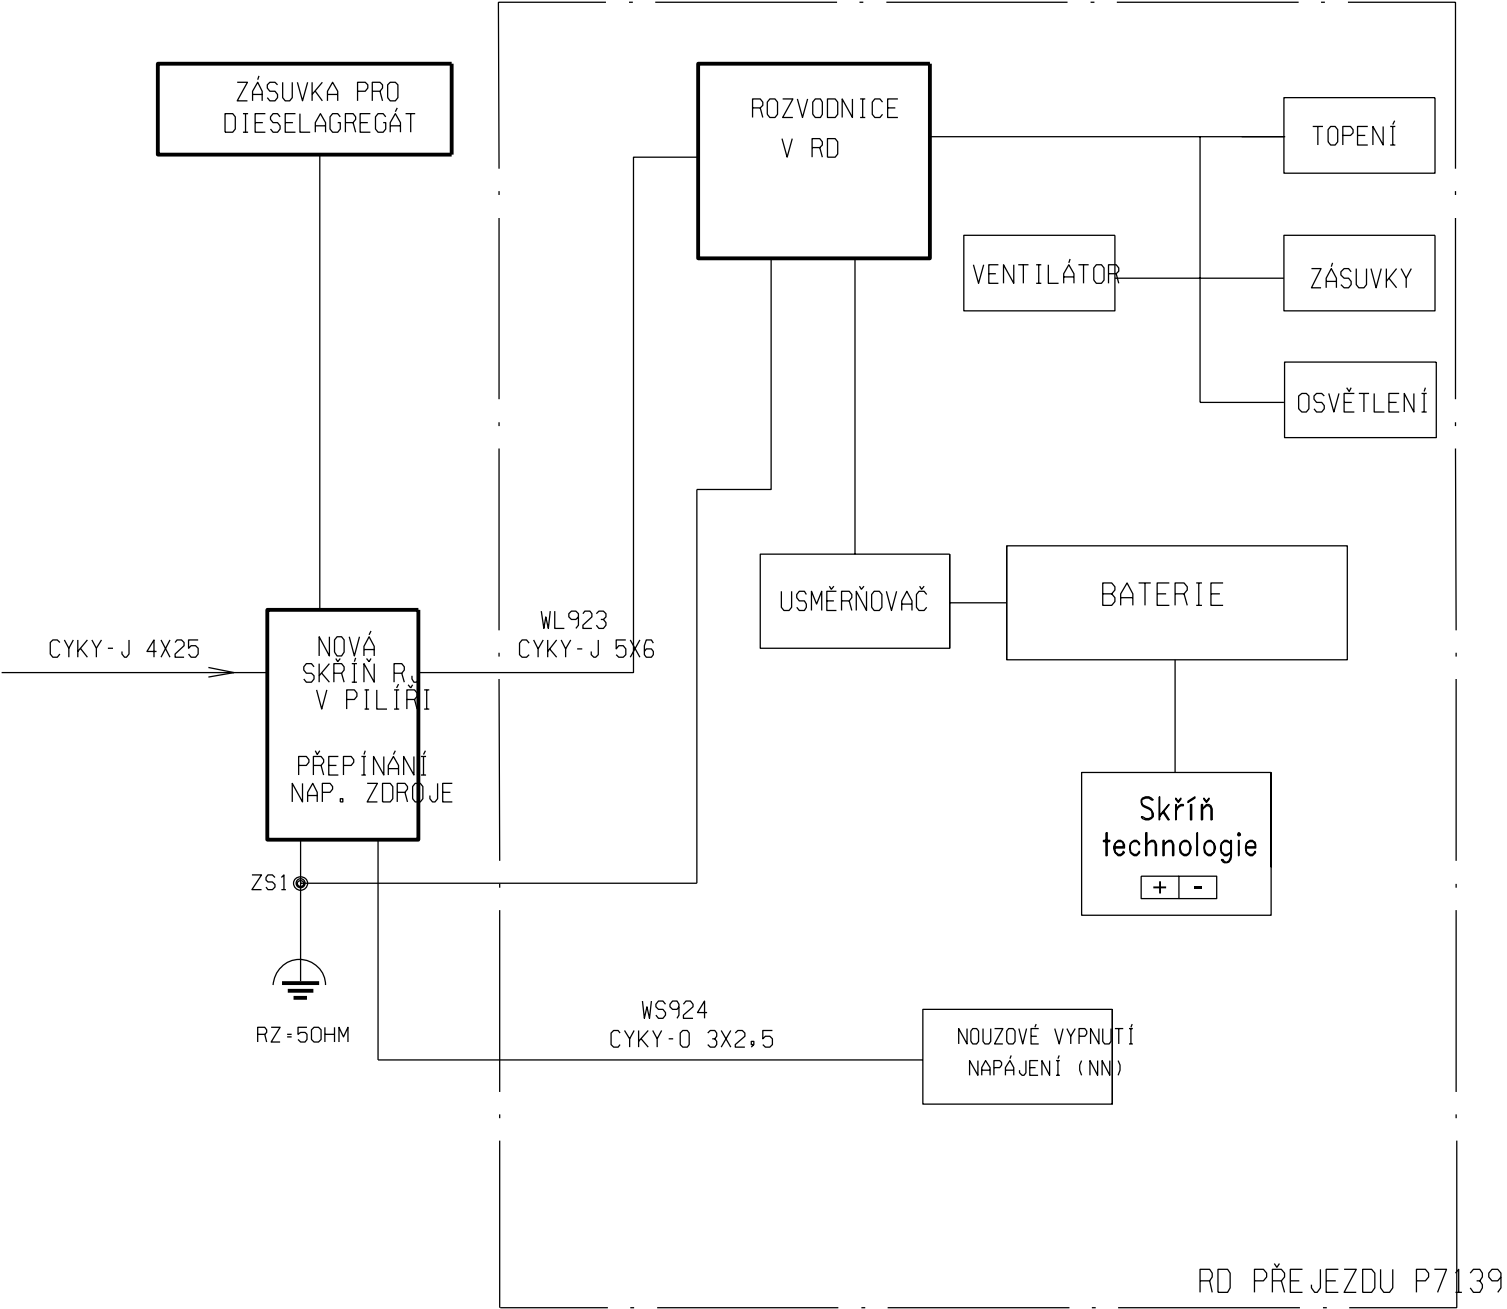 ZÁSUVKA PRO
DIESELAGREGÁT
ROZVODNICE
V RD
TOPENÍ
VENTILÁTOR
ZÁSUVKY
OSVĚTLENÍ
USMĚRŇOVAČ
BATERIE
WL923
CYKY-J 5X6
CYKY-J 4X25
NOVÁ
SKŘÍŇ RJ
V PILÍŘI
PŘEPÍNÁNÍ
NAP. ZDROJE
Skříň
technologie
+ -
ZS1
RZ=5OHM
WS924
CYKY-O 3X2,5
NOUZOVÉ VYPNUTÍ
NAPÁJENÍ (NN)
RD PŘEJEZDU P7139